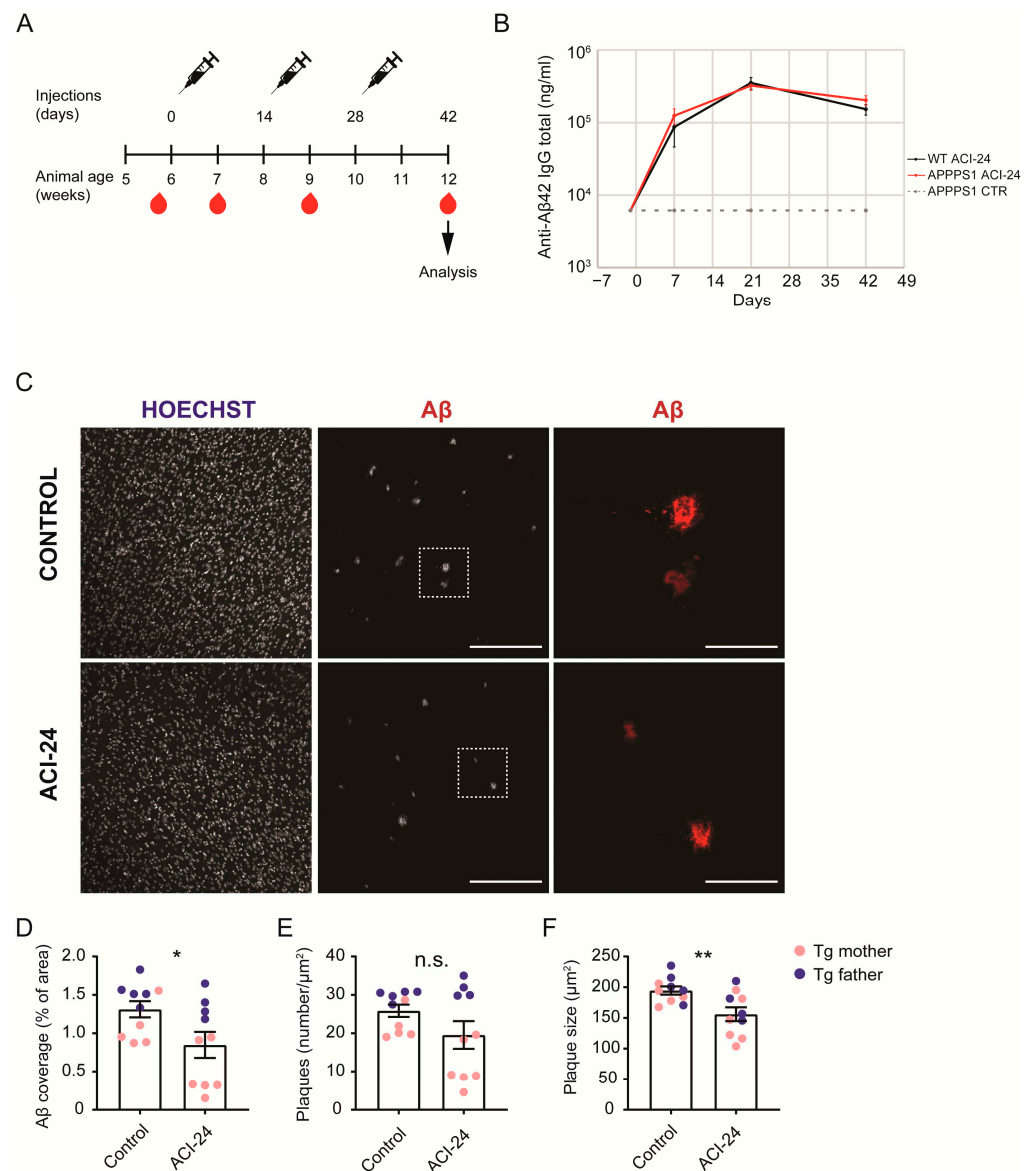 A
Injections
(days)
0 14 28 42
Animal age
(weeks)
5 6 7 8 9 10 11 12
Analysis
B
Anti-Aβ42 IgG total (ng/ml)
10⁶
10⁵
10⁴
10³
−7 0 7 14 21 28 35 42 49
Days
WT ACI-24
APPPS1 ACI-24
APPPS1 CTR
C
HOECHST Aβ Aβ
CONTROL
ACI-24
D
Aβ coverage (% of area)
2.0
1.5
1.0
0.5
0
*
Control ACI-24
E
Plaques (number/μm²)
40
30
20
10
0
n.s.
Control ACI-24
F
Plaque size (μm²)
250
200
150
100
50
0
**
Control ACI-24
Tg mother
Tg father